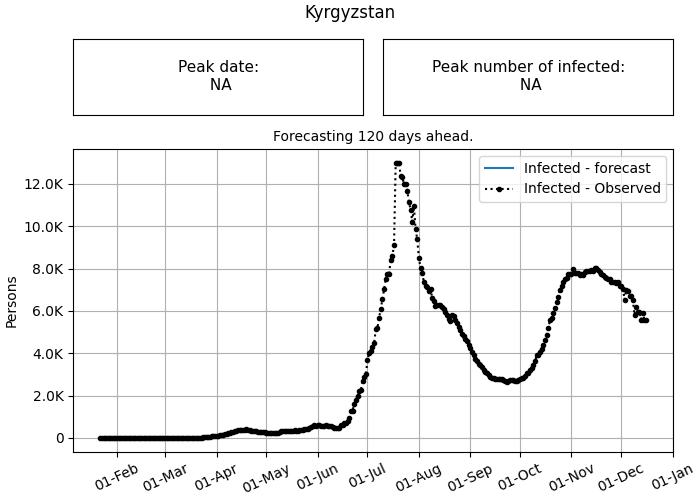 Kyrgyzstan
Peak date:
NA
Peak number of infected:
NA
Forecasting 120 days ahead.
Infected - forecast
Infected - Observed
Persons
12.0K
10.0K
8.0K
6.0K
4.0K
2.0K
0
01-Feb
01-Mar
01-Apr
01-May
01-Jun
01-Jul
01-Aug
01-Sep
01-Oct
01-Nov
01-Dec
01-Jan